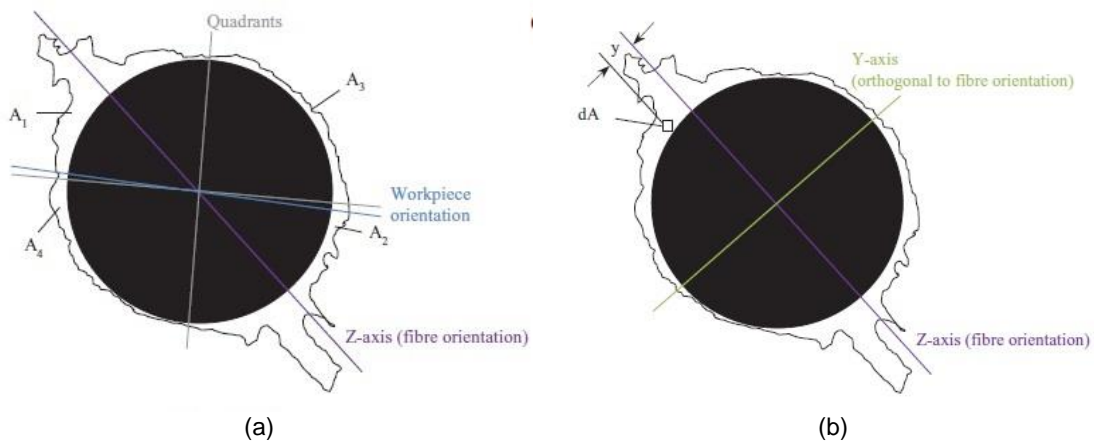 Quadrants
A3
A1
Workpiece
orientation
A4
A2
Z-axis (fibre orientation)
(a)
y
Y-axis
(orthogonal to fibre orientation)
dA
Z-axis (fibre orientation)
(b)